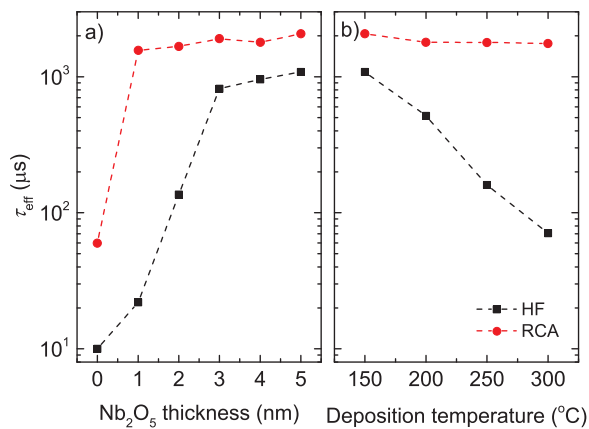 a)
b)
10³
10²
10¹
τeff (µs)
HF
RCA
0 1 2 3 4 5
150 200 250 300
Nb₂O₅ thickness (nm)
Deposition temperature (°C)